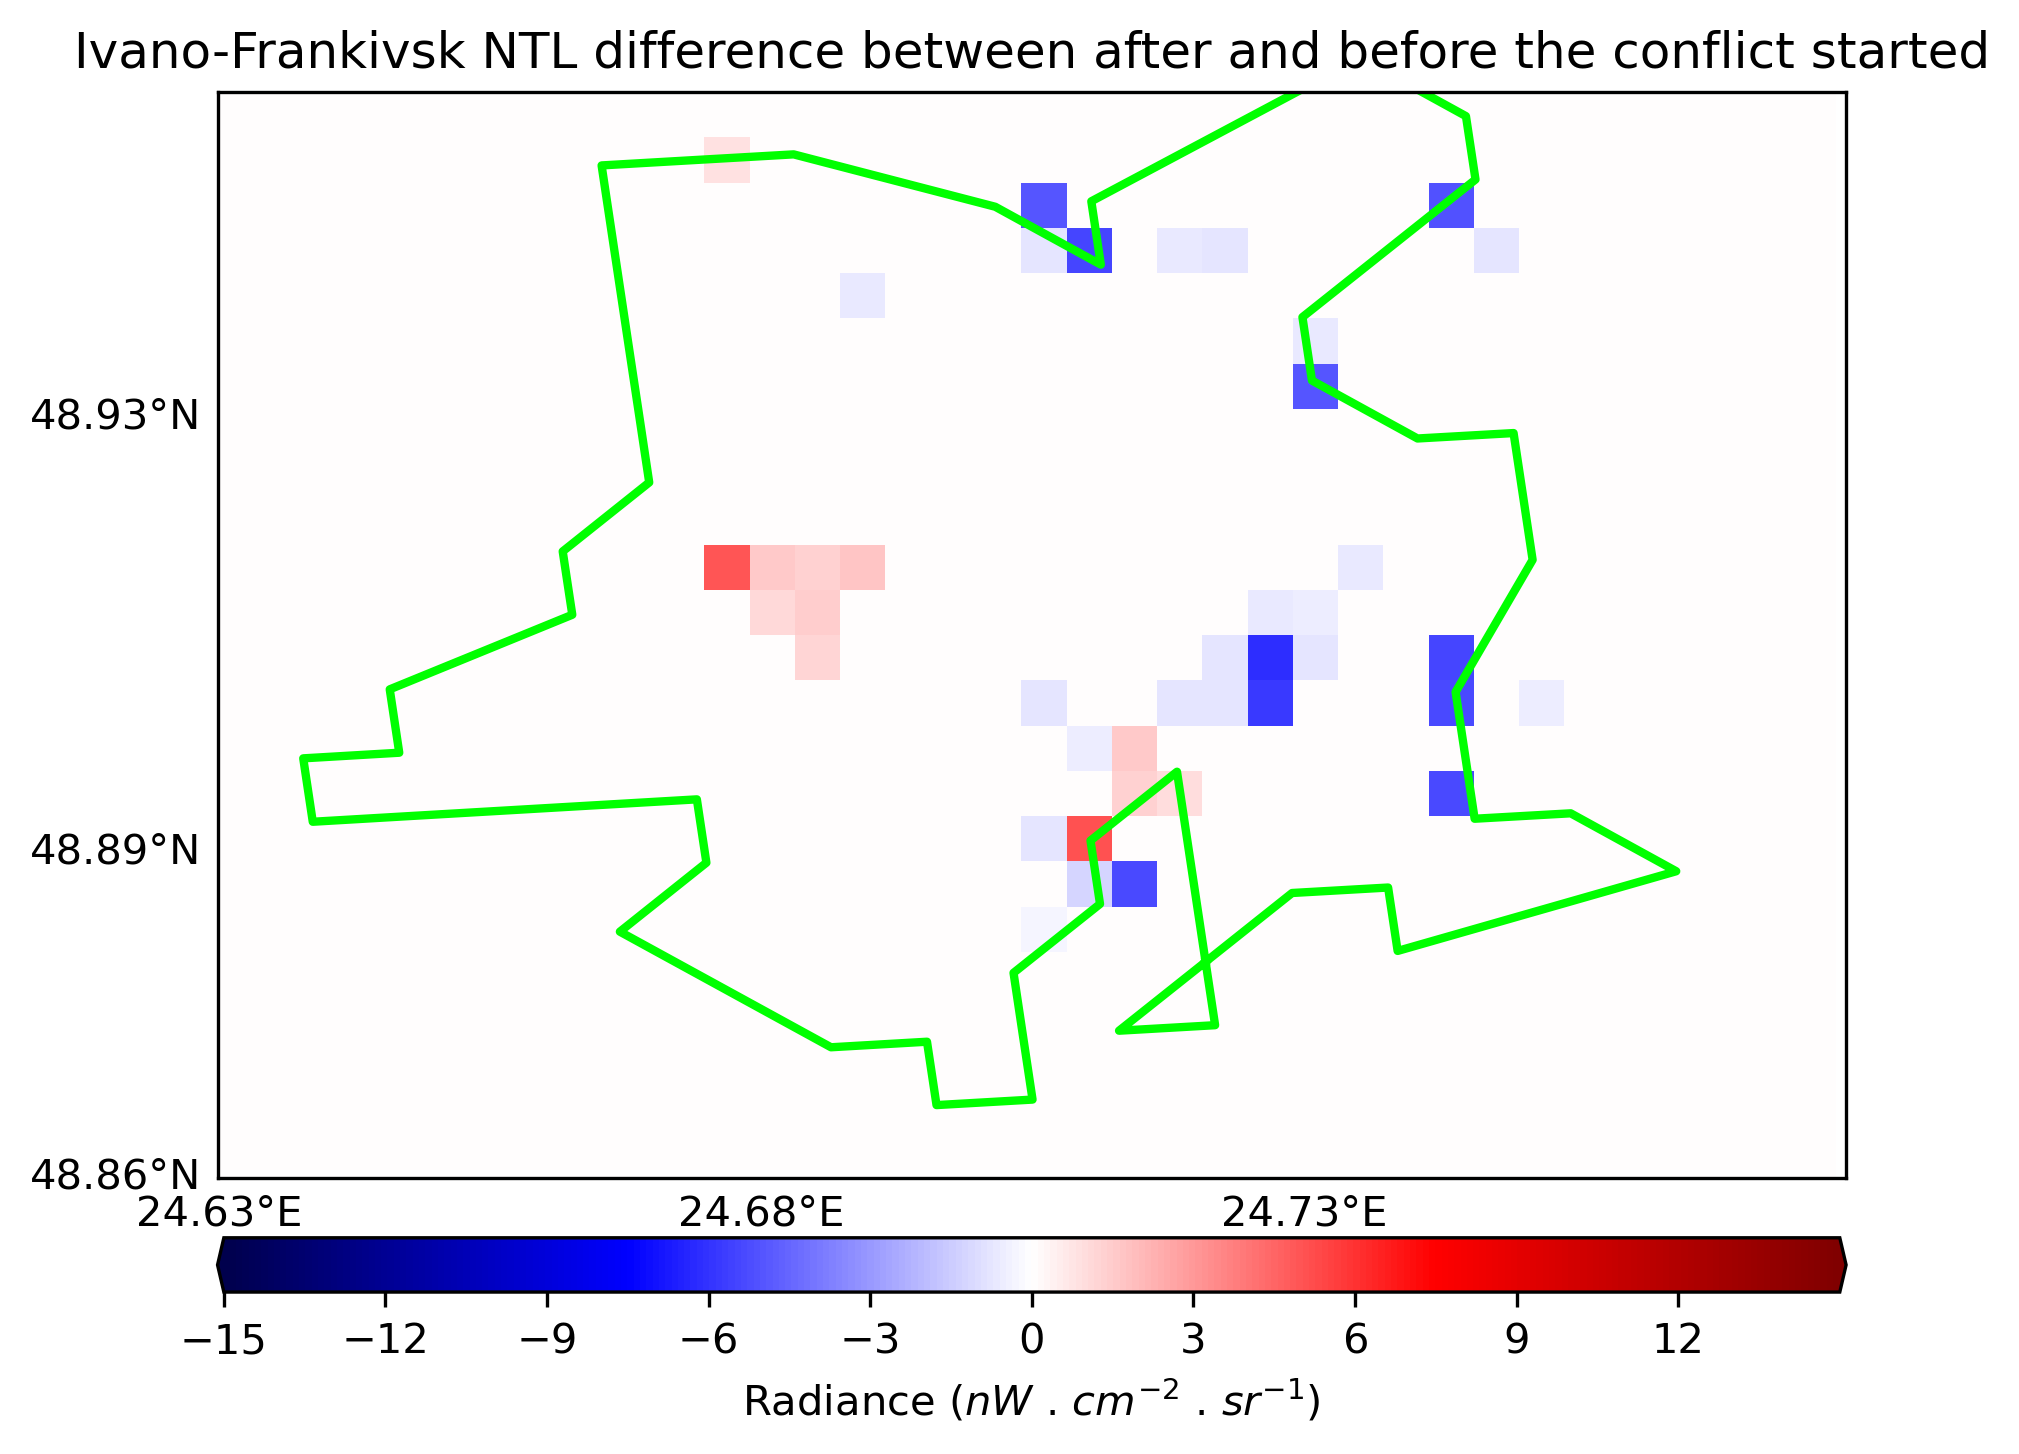 Ivano-Frankivsk NTL difference between after and before the conflict started
48.93°N
48.89°N
48.86°N
24.63°E 24.68°E 24.73°E
−15 −12 −9 −6 −3 0 3 6 9 12
Radiance (nW . cm⁻² . sr⁻¹)